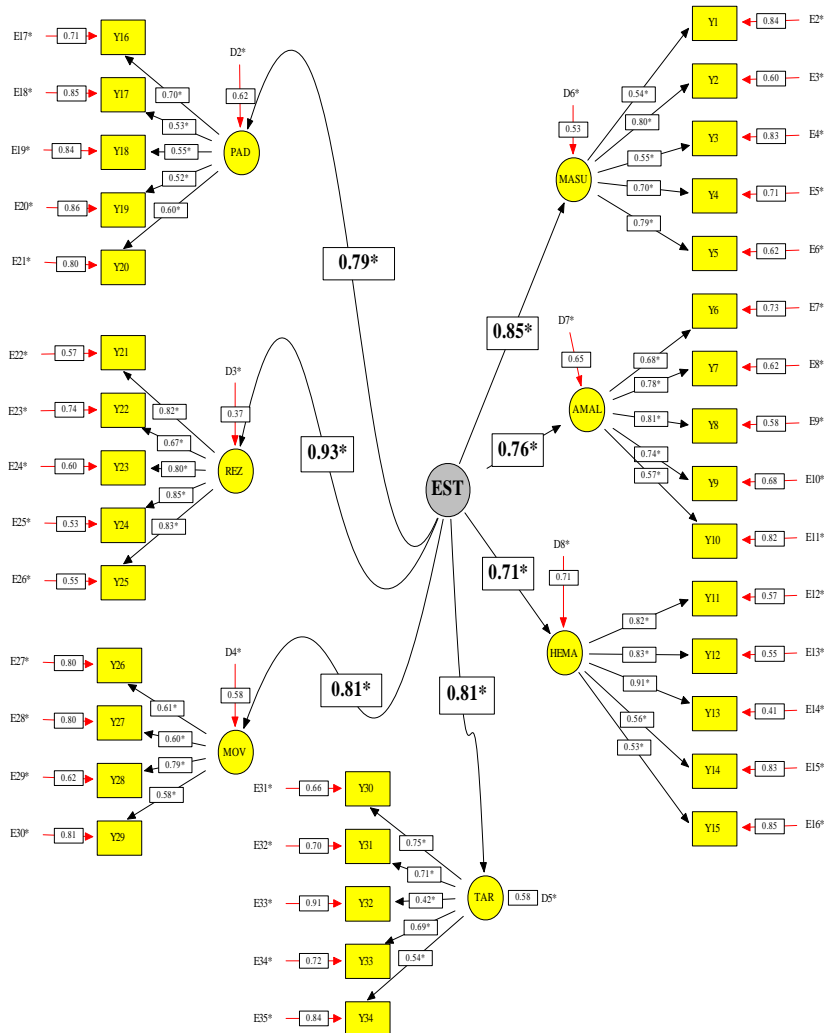 E17* 0.71 Y16
E18* 0.85 Y17
E19* 0.84 Y18
E20* 0.86 Y19
E21* 0.80 Y20
0.70*
0.53*
0.55*
0.52*
0.60*
D2*
0.62
PAD
0.79*
E22* 0.57 Y21
E23* 0.74 Y22
E24* 0.60 Y23
E25* 0.53 Y24
E26* 0.55 Y25
0.82*
0.67*
0.80*
0.85*
0.83*
D3*
0.37
REZ
0.93*
E27* 0.80 Y26
E28* 0.80 Y27
E29* 0.62 Y28
E30* 0.81 Y29
0.61*
0.60*
0.79*
0.58*
D4*
0.58
MOV
0.81*
EST
E31* 0.66 Y30
E32* 0.70 Y31
E33* 0.91 Y32
E34* 0.72 Y33
E35* 0.84 Y34
0.75*
0.71*
0.42*
0.69*
0.54*
TAR
0.58 D5*
0.81*
D6*
0.53
MASU
0.85*
0.54*
0.80*
0.55*
0.70*
0.79*
Y1 0.84 E2*
Y2 0.60 E3*
Y3 0.83 E4*
Y4 0.71 E5*
Y5 0.62 E6*
D7*
0.65
AMAL
0.76*
0.68*
0.78*
0.81*
0.74*
0.57*
Y6 0.73 E7*
Y7 0.62 E8*
Y8 0.58 E9*
Y9 0.68 E10*
Y10 0.82 E11*
D8*
0.71
HEMA
0.71*
0.82*
0.83*
0.91*
0.56*
0.53*
Y11 0.57 E12*
Y12 0.55 E13*
Y13 0.41 E14*
Y14 0.83 E15*
Y15 0.85 E16*